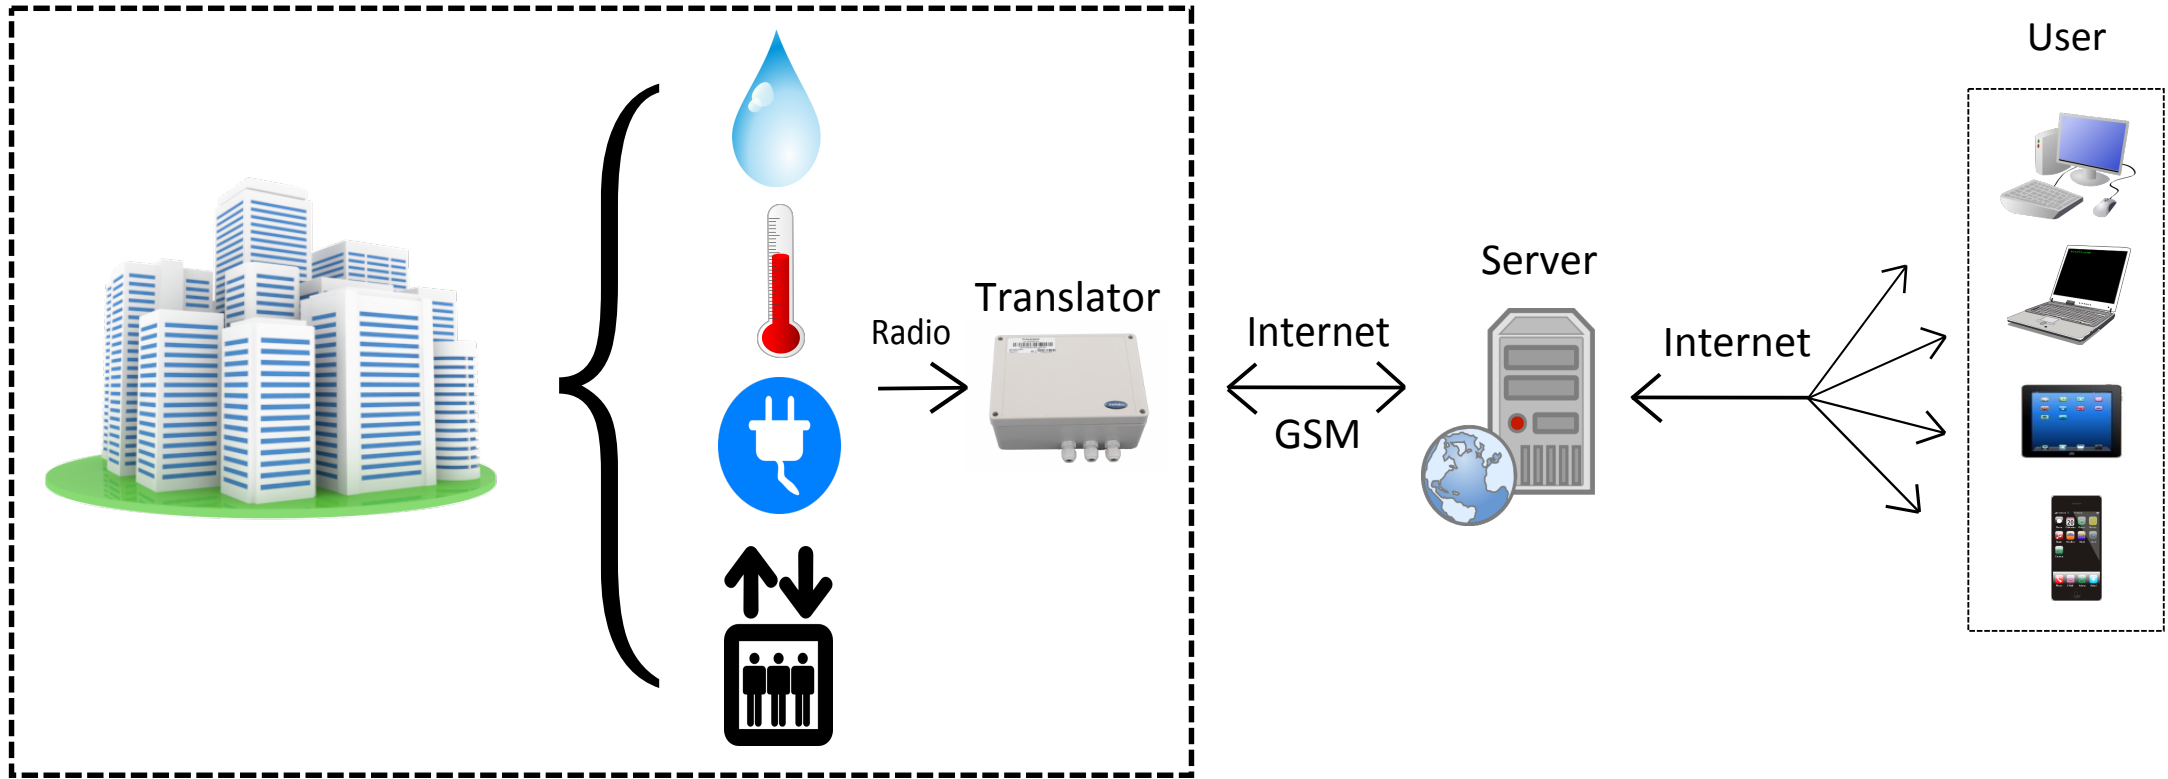 User
Server
Translator
Radio
Internet
GSM
Internet